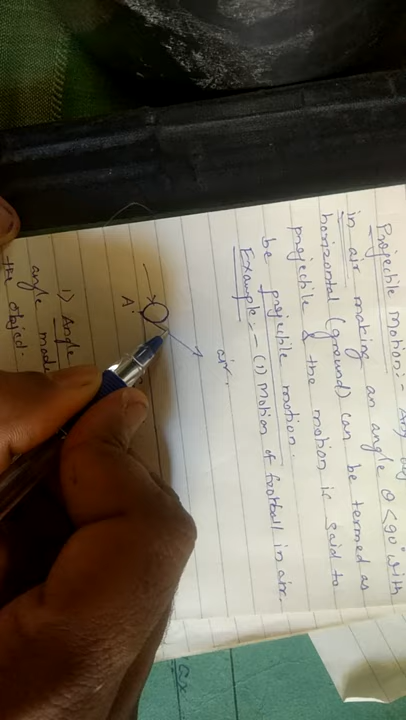 Projectile Motion:- Any
in air making an angle θ < 90° with
horizontal (ground) can be termed as
projectile & the motion is said to
be projectile motion.
Example:- (1) Motion of football in air.
air.
A
1) Angle
angle made
the object.